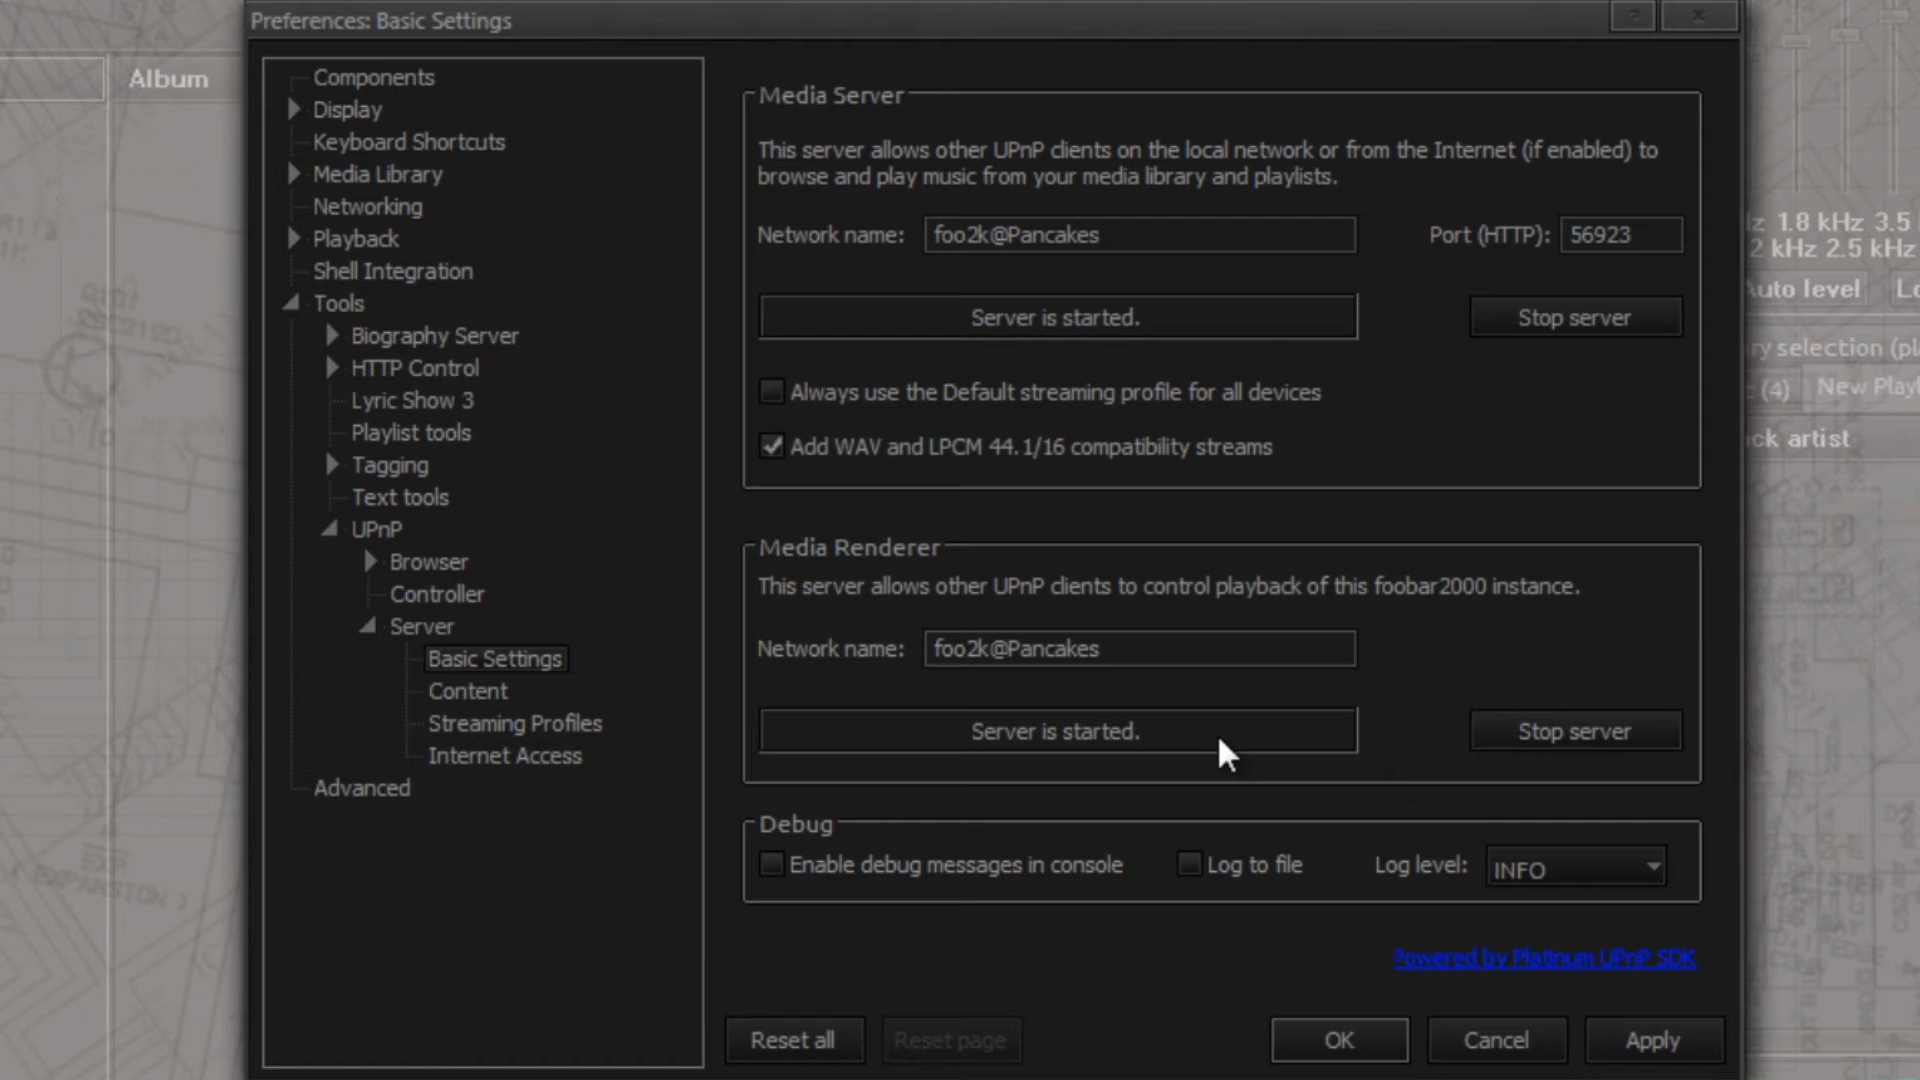 Preferences: Basic Settings
Album
Components
Display
Keyboard Shortcuts
Media Library
Networking
Playback
Shell Integration
Tools
Biography Server
HTTP Control
Lyric Show 3
Playlist tools
Tagging
Text tools
UPnP
Browser
Controller
Server
Basic Settings
Content
Streaming Profiles
Internet Access
Advanced
Media Server
This server allows other UPnP clients on the local network or from the Internet (if enabled) to
browse and play music from your media library and playlists.
Network name: foo2k@Pancakes Port (HTTP): 56923
Server is started. Stop server
Always use the Default streaming profile for all devices
Add WAV and LPCM 44.1/16 compatibility streams
Media Renderer
This server allows other UPnP clients to control playback of this foobar2000 instance.
Network name: foo2k@Pancakes
Server is started. Stop server
Debug
Enable debug messages in console Log to file Log level: INFO
Powered by Platinum UPnP SDK
Reset all Reset page OK Cancel Apply
1.8 kHz 3.5
2 kHz 2.5 kHz
Auto level
selection
(4) New
artist
EXPANSION